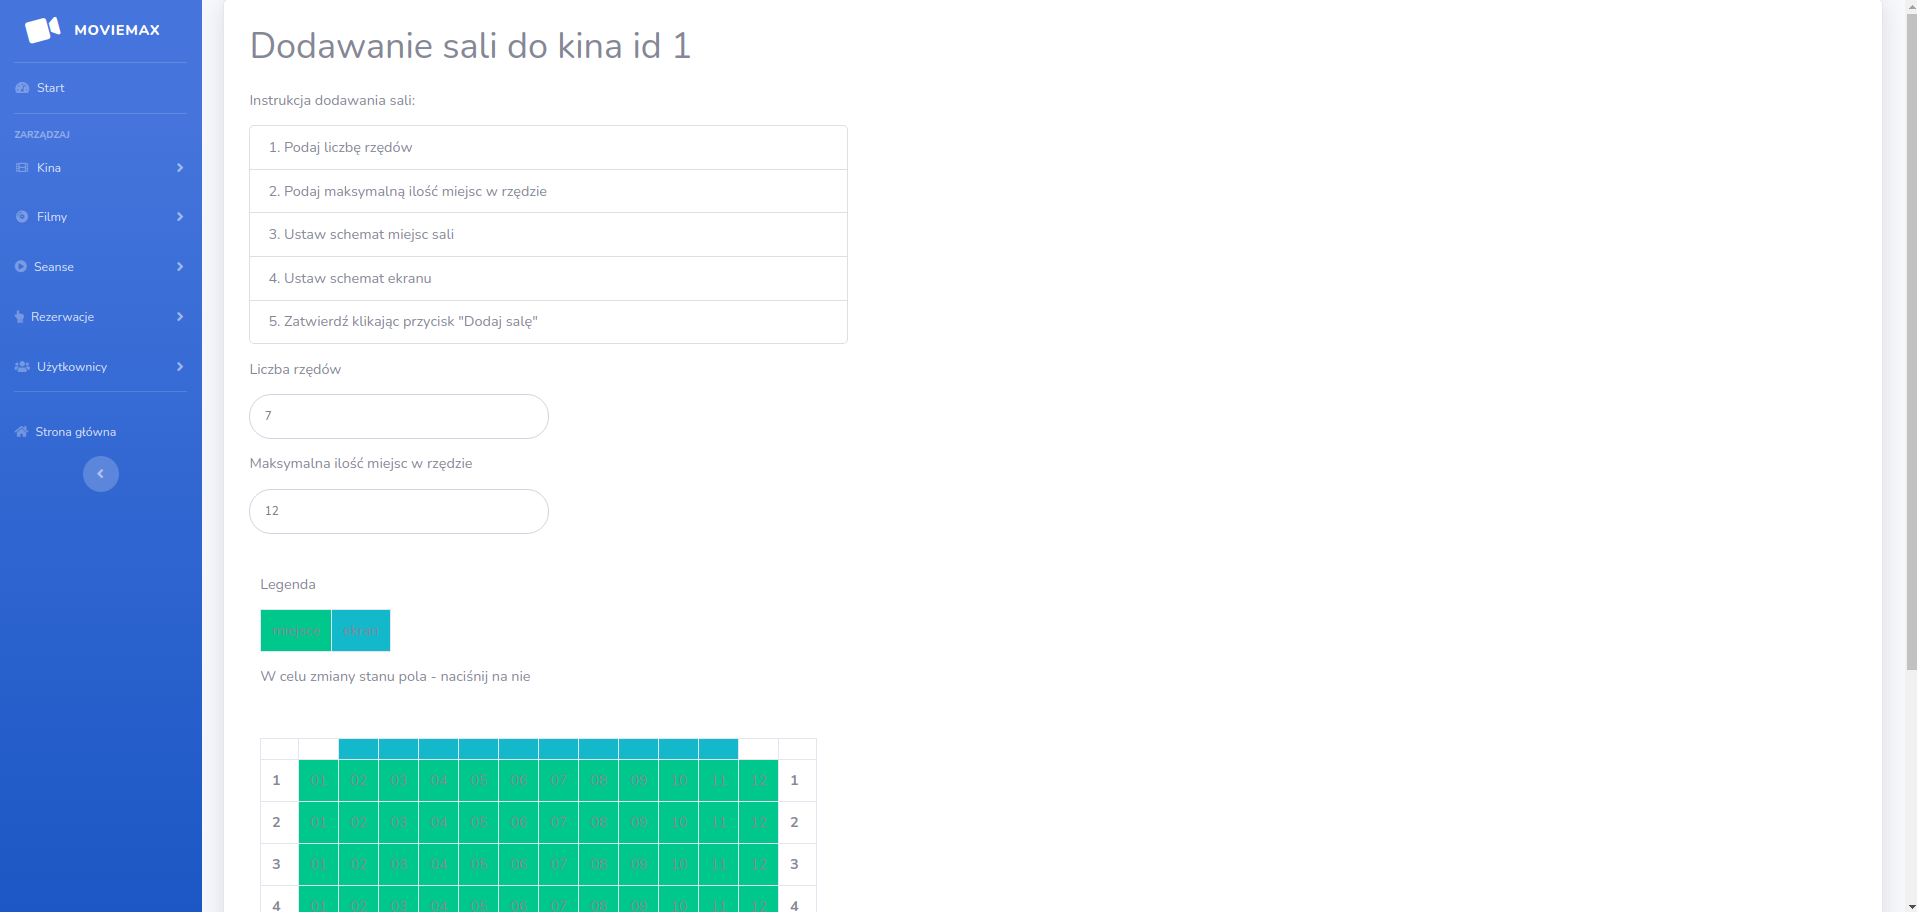 MOVIEMAX
Start
ZARZĄDZAJ
Kina
Filmy
Seanse
Rezerwacje
Użytkownicy
Strona główna
Dodawanie sali do kina id 1
Instrukcja dodawania sali:
1. Podaj liczbę rzędów
2. Podaj maksymalną ilość miejsc w rzędzie
3. Ustaw schemat miejsc sali
4. Ustaw schemat ekranu
5. Zatwierdź klikając przycisk "Dodaj salę"
Liczba rzędów
7
Maksymalna ilość miejsc w rzędzie
12
Legenda
miejsce ekran
W celu zmiany stanu pola - naciśnij na nie
1 01 02 03 04 05 06 07 08 09 10 11 12 1
2 01 02 03 04 05 06 07 08 09 10 11 12 2
3 01 02 03 04 05 06 07 08 09 10 11 12 3
4 01 02 03 04 05 06 07 08 09 10 11 12 4